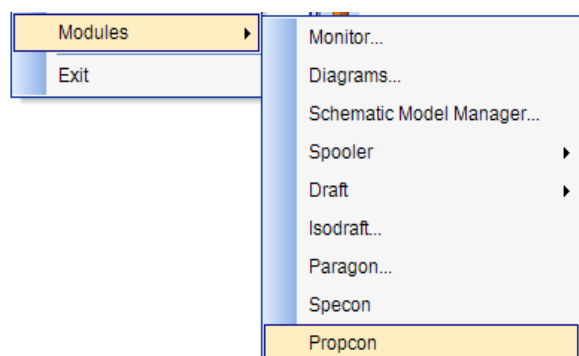 Modules
Exit
Monitor...
Diagrams...
Schematic Model Manager...
Spooler
Draft
Isodraft...
Paragon...
Specon
Propcon